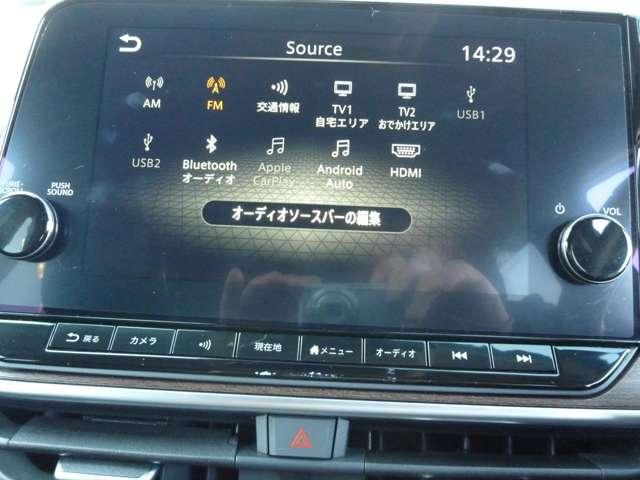 Source
14:29
AM
FM
交通情報
TV1
自宅エリア
TV2
おでかけエリア
USB1
USB2
Bluetooth
オーディオ
Apple
CarPlay
Android
Auto
HDMI
オーディオソースバーの編集
PUSH
SOUND
VOL
戻る
カメラ
現在地
メニュー
オーディオ